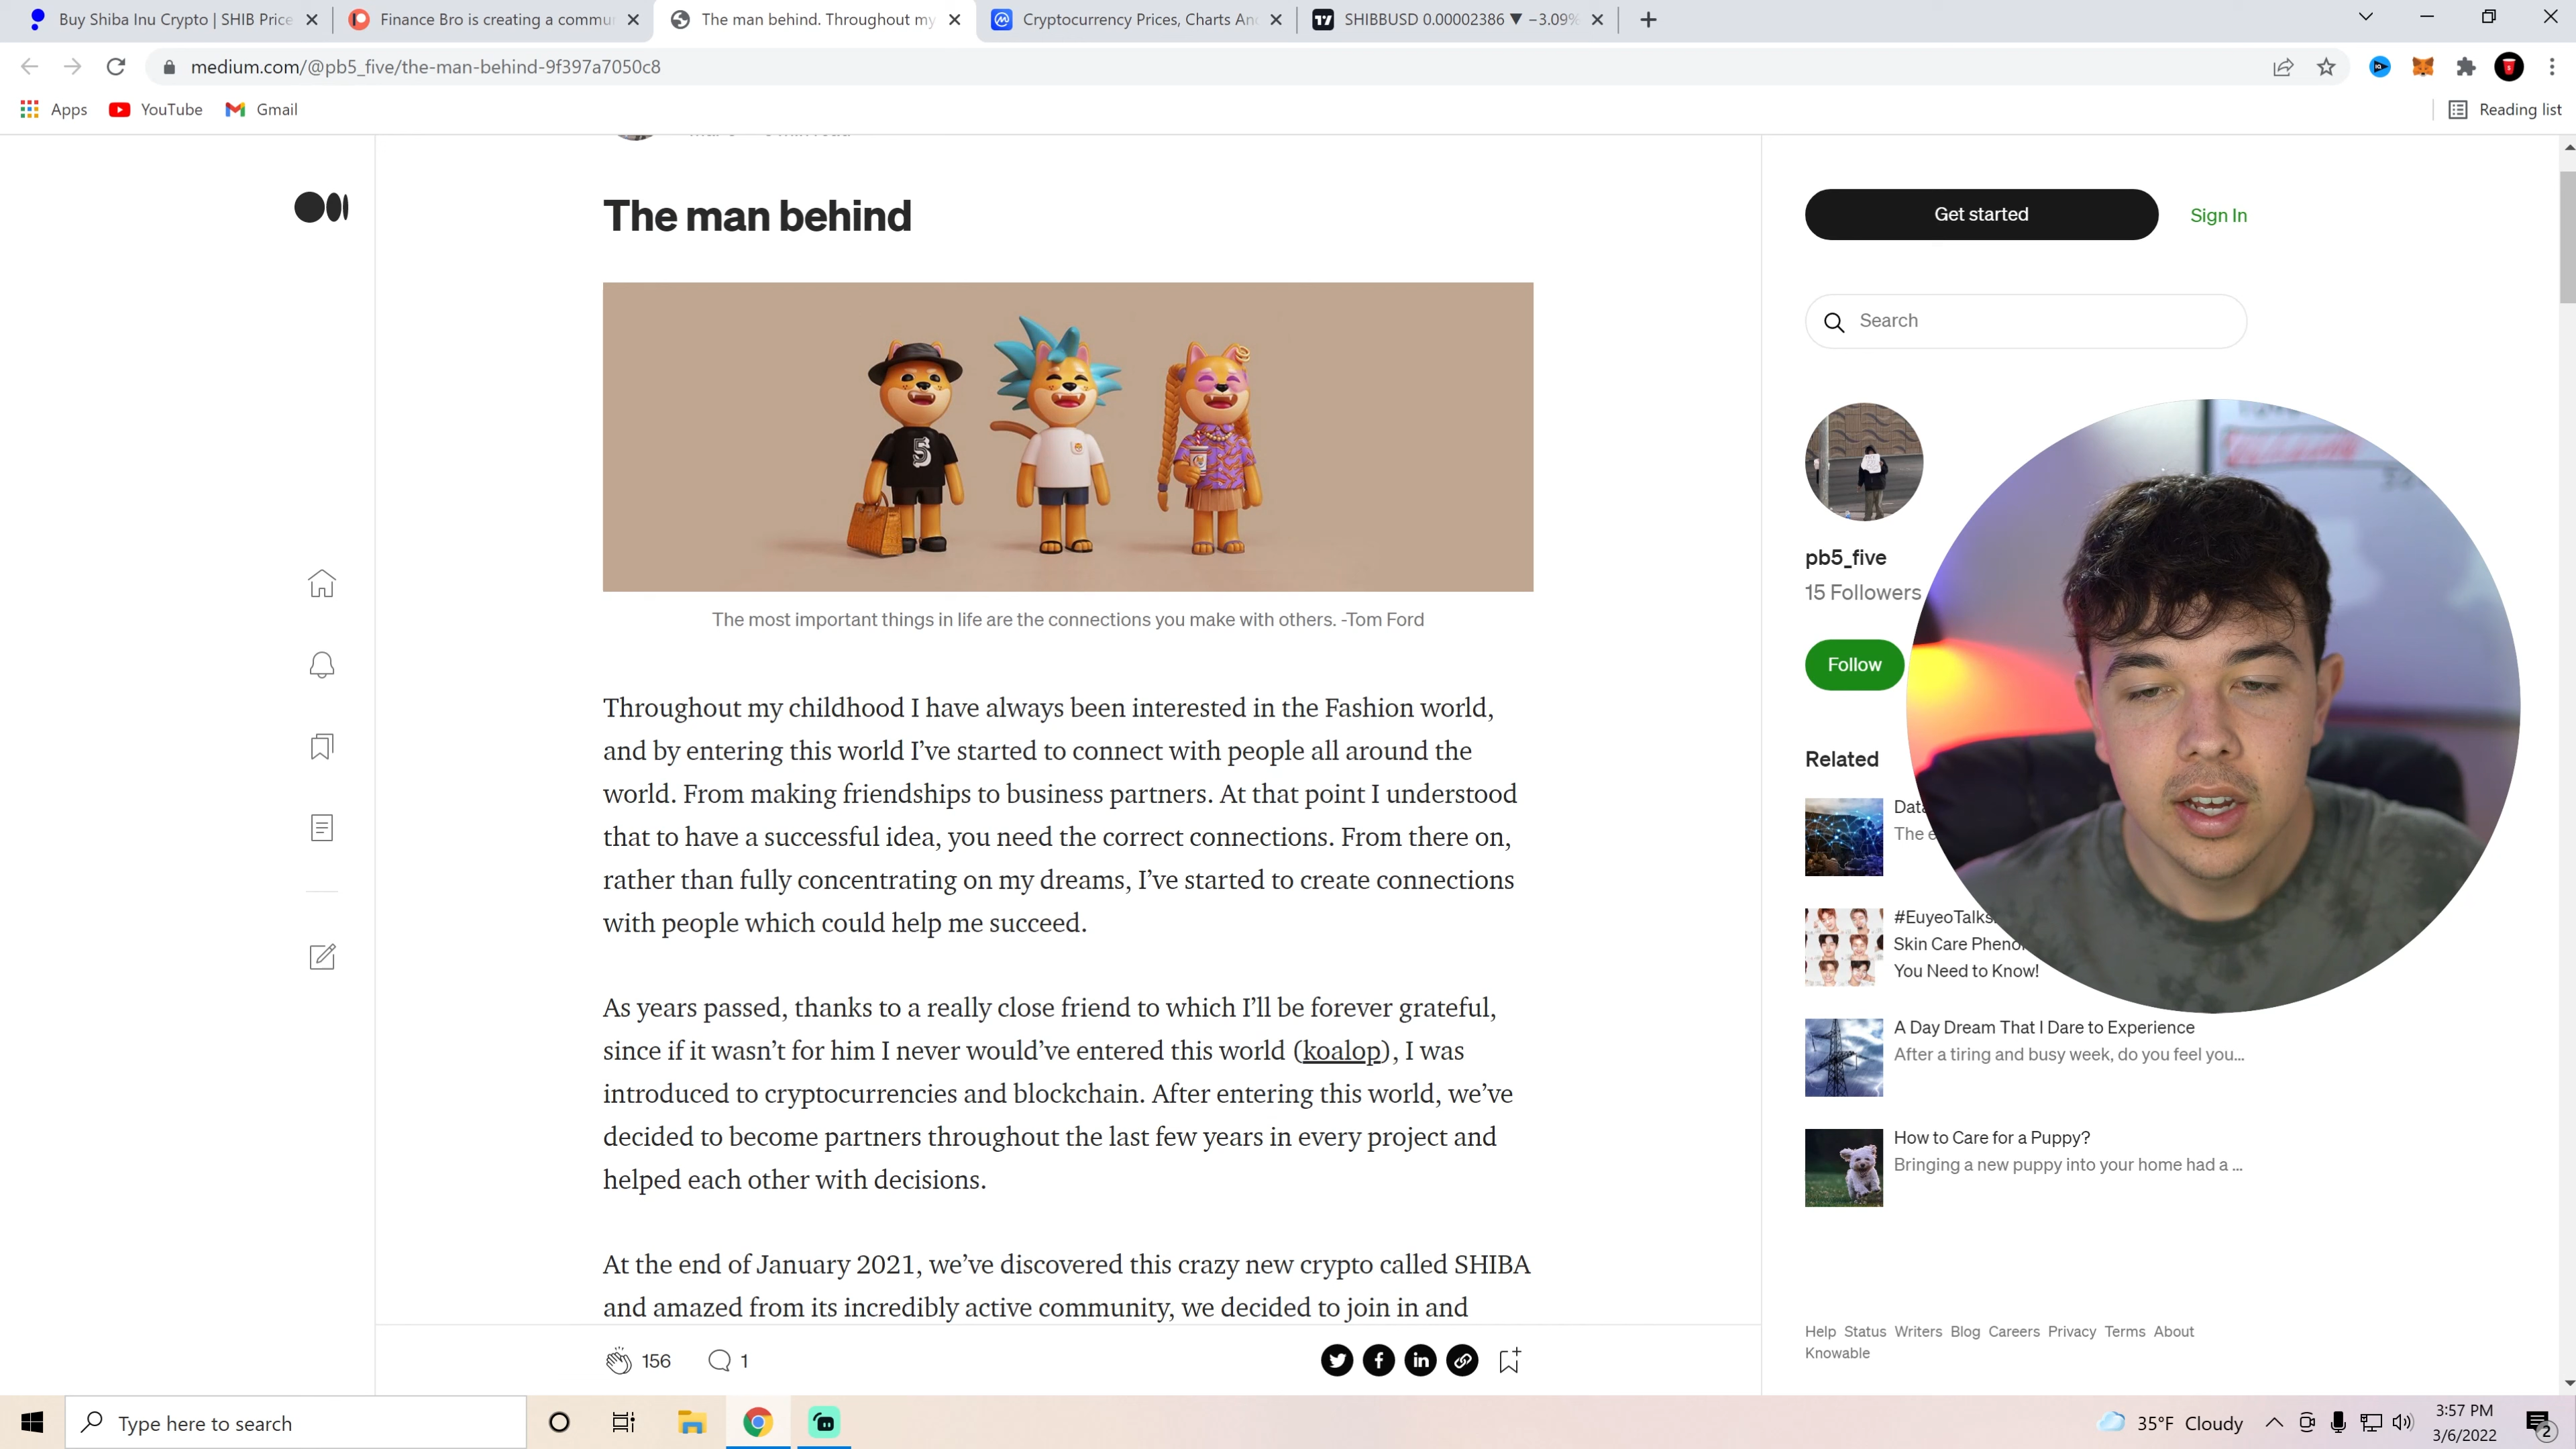 Buy Shiba Inu Crypto | SHIB Price
Finance Bro is creating a commu
The man behind. Throughout my
Cryptocurrency Prices, Charts An
SHIBBUSD 0.00002386 ▼ −3.09%
medium.com/@pb5_five/the-man-behind-9f397a7050c8
Apps
YouTube
Gmail
Reading list
The man behind
5
The most important things in life are the connections you make with others. -Tom Ford
Throughout my childhood I have always been interested in the Fashion world,
and by entering this world I’ve started to connect with people all around the
world. From making friendships to business partners. At that point I understood
that to have a successful idea, you need the correct connections. From there on,
rather than fully concentrating on my dreams, I’ve started to create connections
with people which could help me succeed.
As years passed, thanks to a really close friend to which I’ll be forever grateful,
since if it wasn’t for him I never would’ve entered this world (koalop), I was
introduced to cryptocurrencies and blockchain. After entering this world, we’ve
decided to become partners throughout the last few years in every project and
helped each other with decisions.
At the end of January 2021, we’ve discovered this crazy new crypto called SHIBA
and amazed from its incredibly active community, we decided to join in and
156
1
Get started
Sign In
Search
pb5_five
15 Followers
Follow
Related
Data
The e
#EuyeoTalks
Skin Care Pheno
You Need to Know!
A Day Dream That I Dare to Experience
After a tiring and busy week, do you feel you...
How to Care for a Puppy?
Bringing a new puppy into your home had a ...
Help Status Writers Blog Careers Privacy Terms About
Knowable
Type here to search
35°F Cloudy
3:57 PM
3/6/2022
2